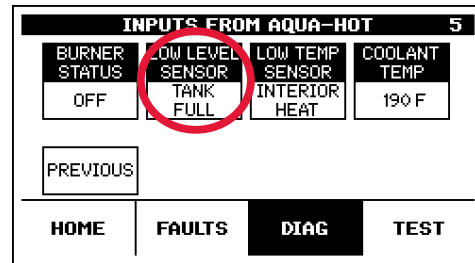 INPUTS FROM AQUA-HOT 5
BURNER STATUS
OFF
LOW LEVEL SENSOR
TANK FULL
LOW TEMP SENSOR
INTERIOR HEAT
COOLANT TEMP
190 F
PREVIOUS
HOME FAULTS DIAG TEST